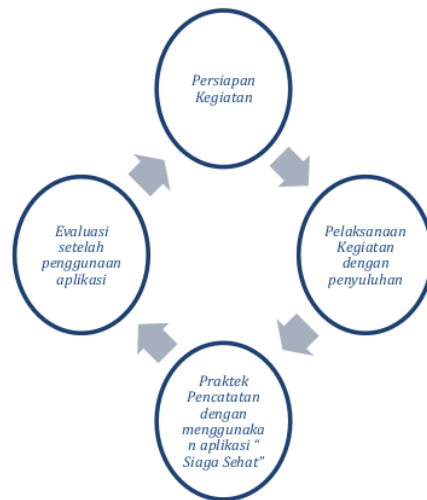 Persiapan
Kegiatan
Pelaksanaan
Kegiatan
dengan
penyuluhan
Praktek
Pencatatan
dengan
menggunaka
n aplikasi “
Siaga Sehat”
Evaluasi
setelah
penggunaan
aplikasi